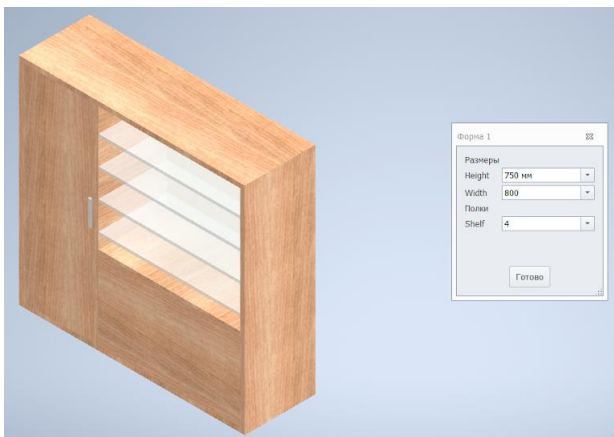 Форма 1
Размеры
Height 750 мм
Width 800
Полки
Shelf 4
Готово